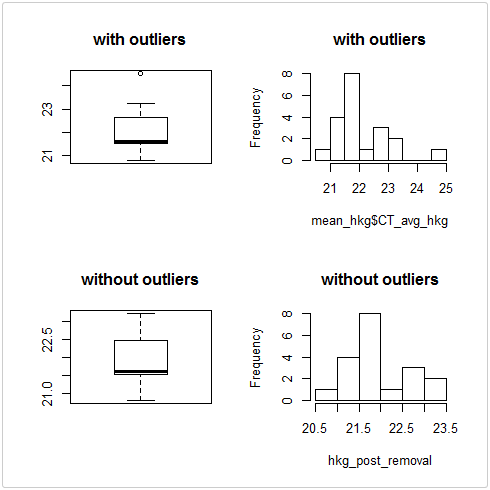 with outliers
21
23
with outliers
Frequency
0 2 4 6 8
21 22 23 24 25
mean_hkg$CT_avg_hkg
without outliers
21.0
22.5
without outliers
Frequency
0 2 4 6 8
20.5 21.5 22.5 23.5
hkg_post_removal